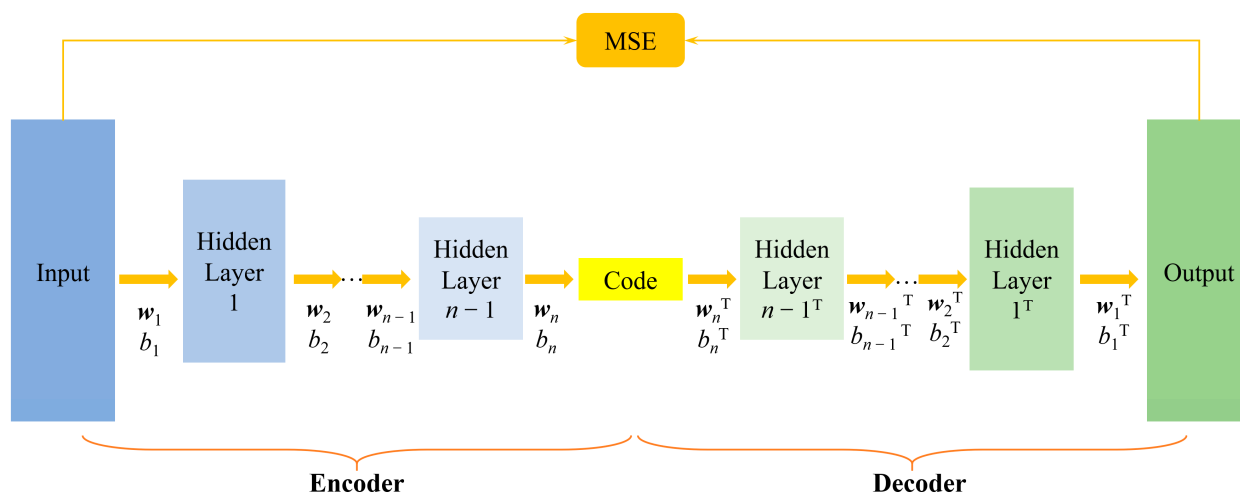 MSE
Input
w₁
b₁
Hidden
Layer
1
w₂
b₂
...
wₙ₋₁
bₙ₋₁
Hidden
Layer
n − 1
wₙ
bₙ
Code
wₙᵀ
bₙᵀ
Hidden
Layer
n − 1ᵀ
wₙ₋₁ᵀ
bₙ₋₁ᵀ
...
w₂ᵀ
b₂ᵀ
Hidden
Layer
1ᵀ
w₁ᵀ
b₁ᵀ
Output
Encoder
Decoder